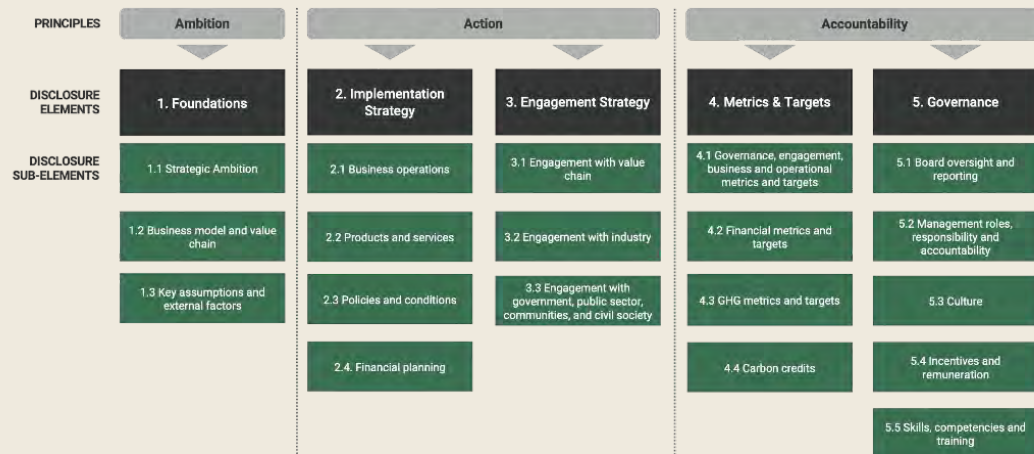 PRINCIPLES
Ambition
Action
Accountability
DISCLOSURE
ELEMENTS
1. Foundations
2. Implementation
Strategy
3. Engagement Strategy
4. Metrics & Targets
5. Governance
DISCLOSURE
SUB-ELEMENTS
1.1 Strategic Ambition
2.1 Business operations
3.1 Engagement with value
chain
4.1 Governance, engagement,
business and operational
metrics and targets
5.1 Board oversight and
reporting
1.2 Business model and value
chain
2.2 Products and services
3.2 Engagement with industry
4.2 Financial metrics and
targets
5.2 Management roles,
responsibility and
accountability
1.3 Key assumptions and
external factors
2.3 Policies and conditions
3.3 Engagement with
government, public sector,
communities, and civil society
4.3 GHG metrics and targets
5.3 Culture
2.4. Financial planning
4.4 Carbon credits
5.4 Incentives and
remuneration
5.5 Skills, competencies and
training